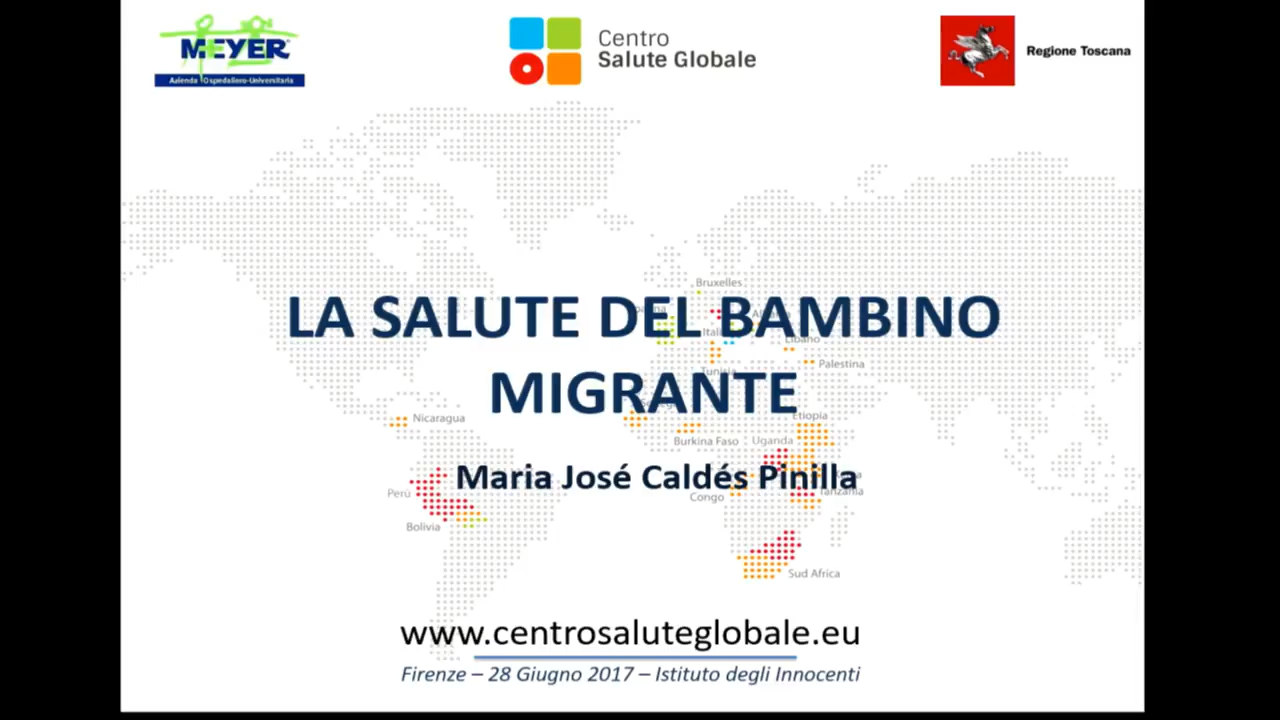 MEYER
Azienda Ospedaliero-Universitaria
Centro
Salute Globale
Regione Toscana
Bruxelles
LA SALUTE DEL BAMBINO
Libano
Palestina
Tunisia
MIGRANTE
Nicaragua
Etiopia
Burkina Faso
Uganda
Maria José Caldés Pinilla
Perù
Congo
Tanzania
Bolivia
Sud Africa
www.centrosaluteglobale.eu
Firenze – 28 Giugno 2017 – Istituto degli Innocenti